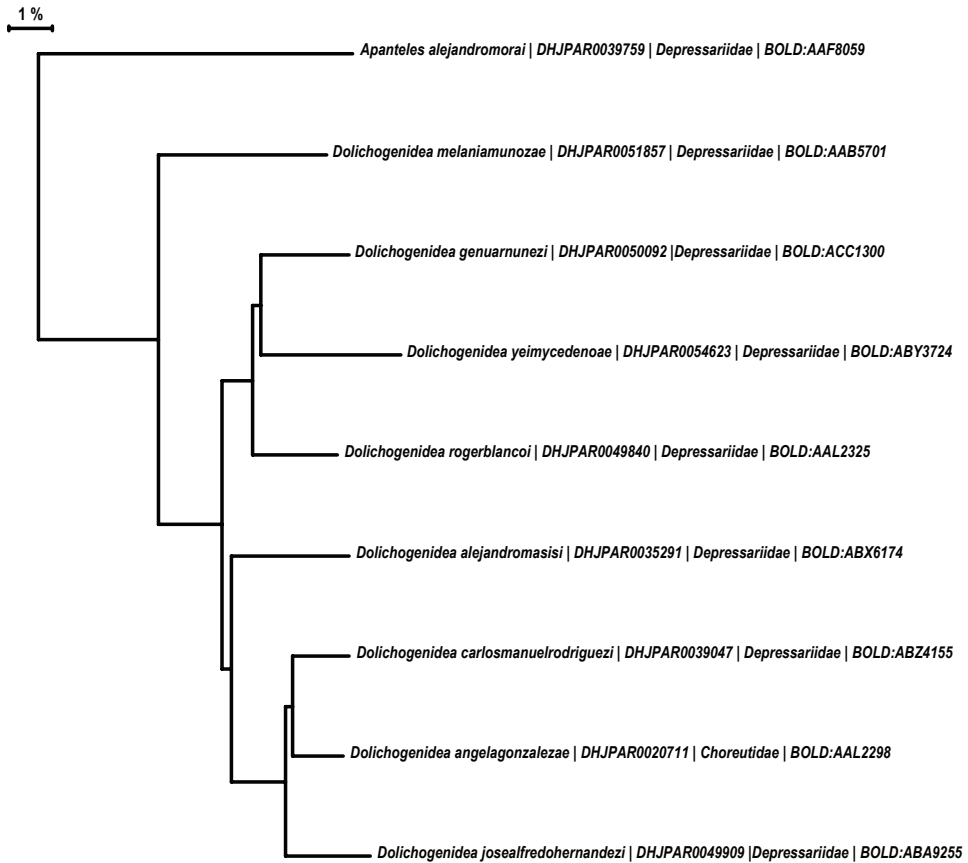 1 %
Apanteles alejandromorai | DHJPAR0039759 | Depressariidae | BOLD:AAF8059
Dolichogenidea melaniamunozae | DHJPAR0051857 | Depressariidae | BOLD:AAB5701
Dolichogenidea genuarnunezi | DHJPAR0050092 |Depressariidae | BOLD:ACC1300
Dolichogenidea yeimycedenoae | DHJPAR0054623 | Depressariidae | BOLD:ABY3724
Dolichogenidea rogerblancoi | DHJPAR0049840 | Depressariidae | BOLD:AAL2325
Dolichogenidea alejandromasisi | DHJPAR0035291 | Depressariidae | BOLD:ABX6174
Dolichogenidea carlosmanuelrodriguezi | DHJPAR0039047 | Depressariidae | BOLD:ABZ4155
Dolichogenidea angelagonzalezae | DHJPAR0020711 | Choreutidae | BOLD:AAL2298
Dolichogenidea josealfredohernandezi | DHJPAR0049909 |Depressariidae | BOLD:ABA9255